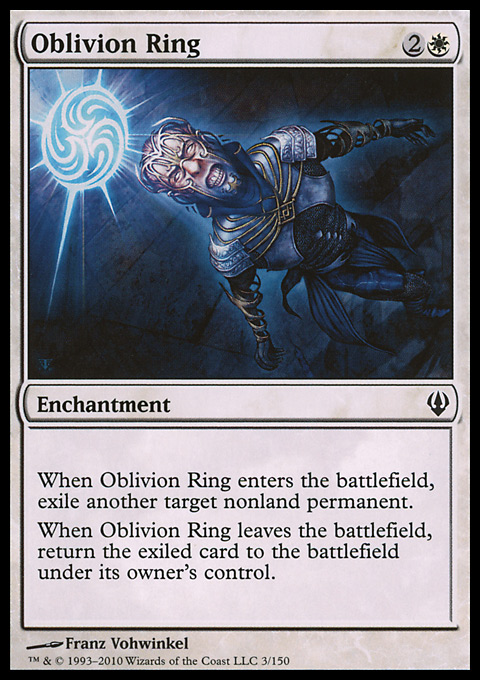 Oblivion Ring 2
Enchantment
When Oblivion Ring enters the battlefield,
exile another target nonland permanent.
When Oblivion Ring leaves the battlefield,
return the exiled card to the battlefield
under its owner's control.
Franz Vohwinkel
™ & © 1993–2010 Wizards of the Coast LLC 3/150